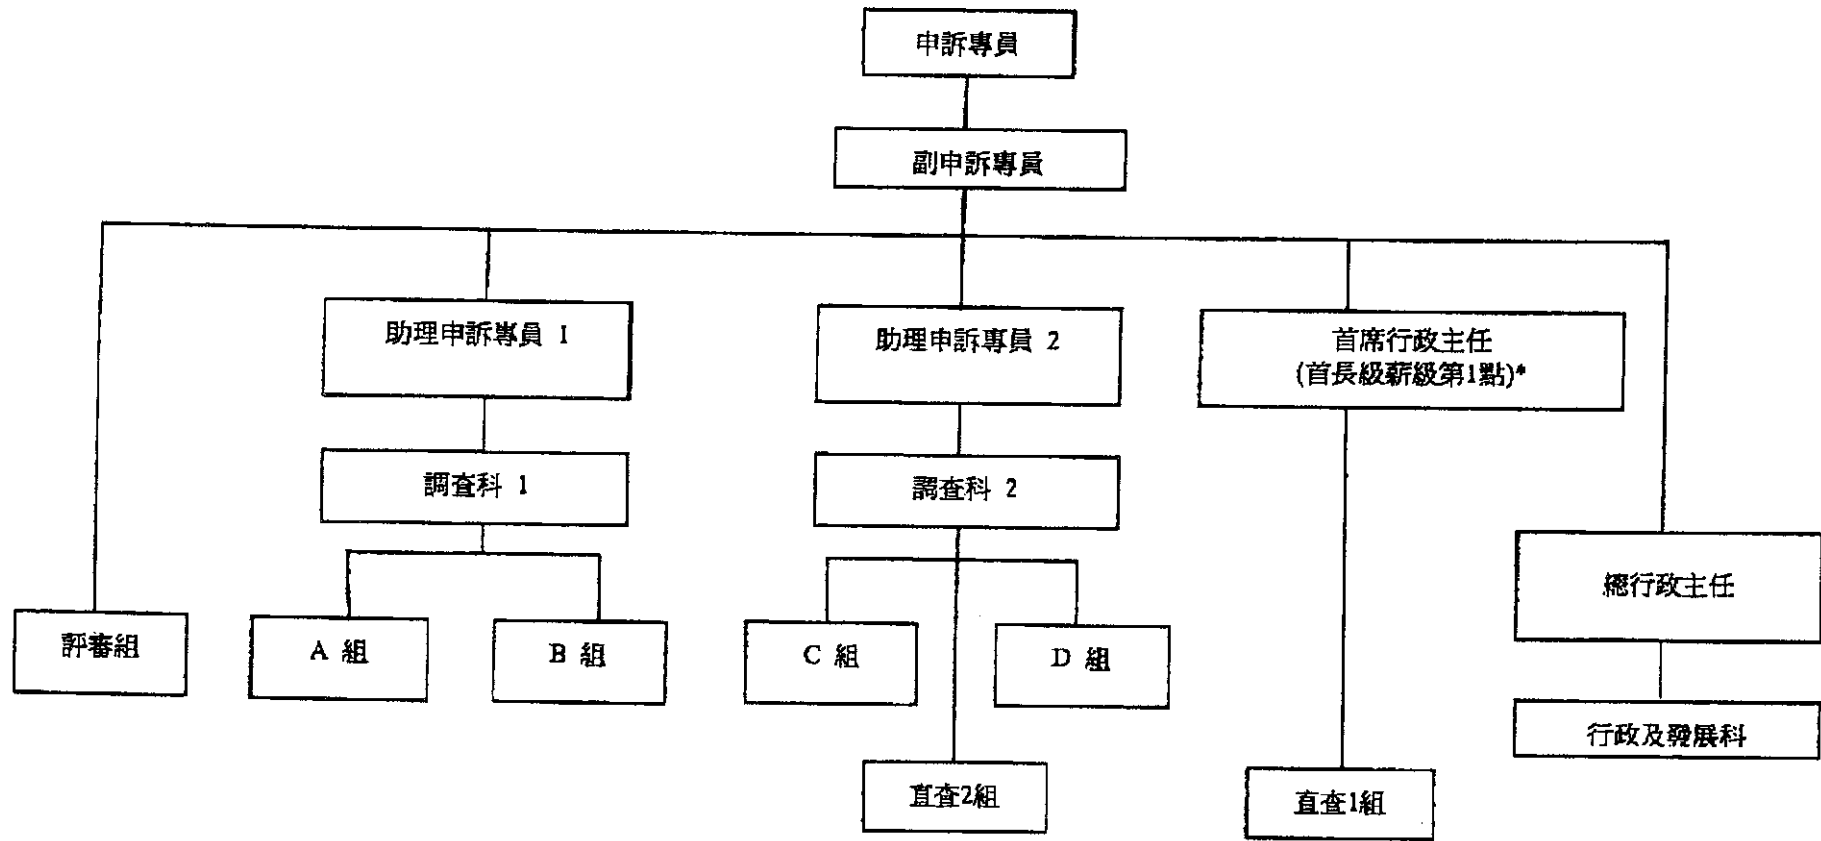 申訴專員
副申訴專員
助理申訴專員 1
助理申訴專員 2
首席行政主任
(首長級薪級第1點)*
調查科 1
調查科 2
總行政主任
評審組
A 組
B 組
C 組
D 組
行政及發展科
直查2組
直查1組